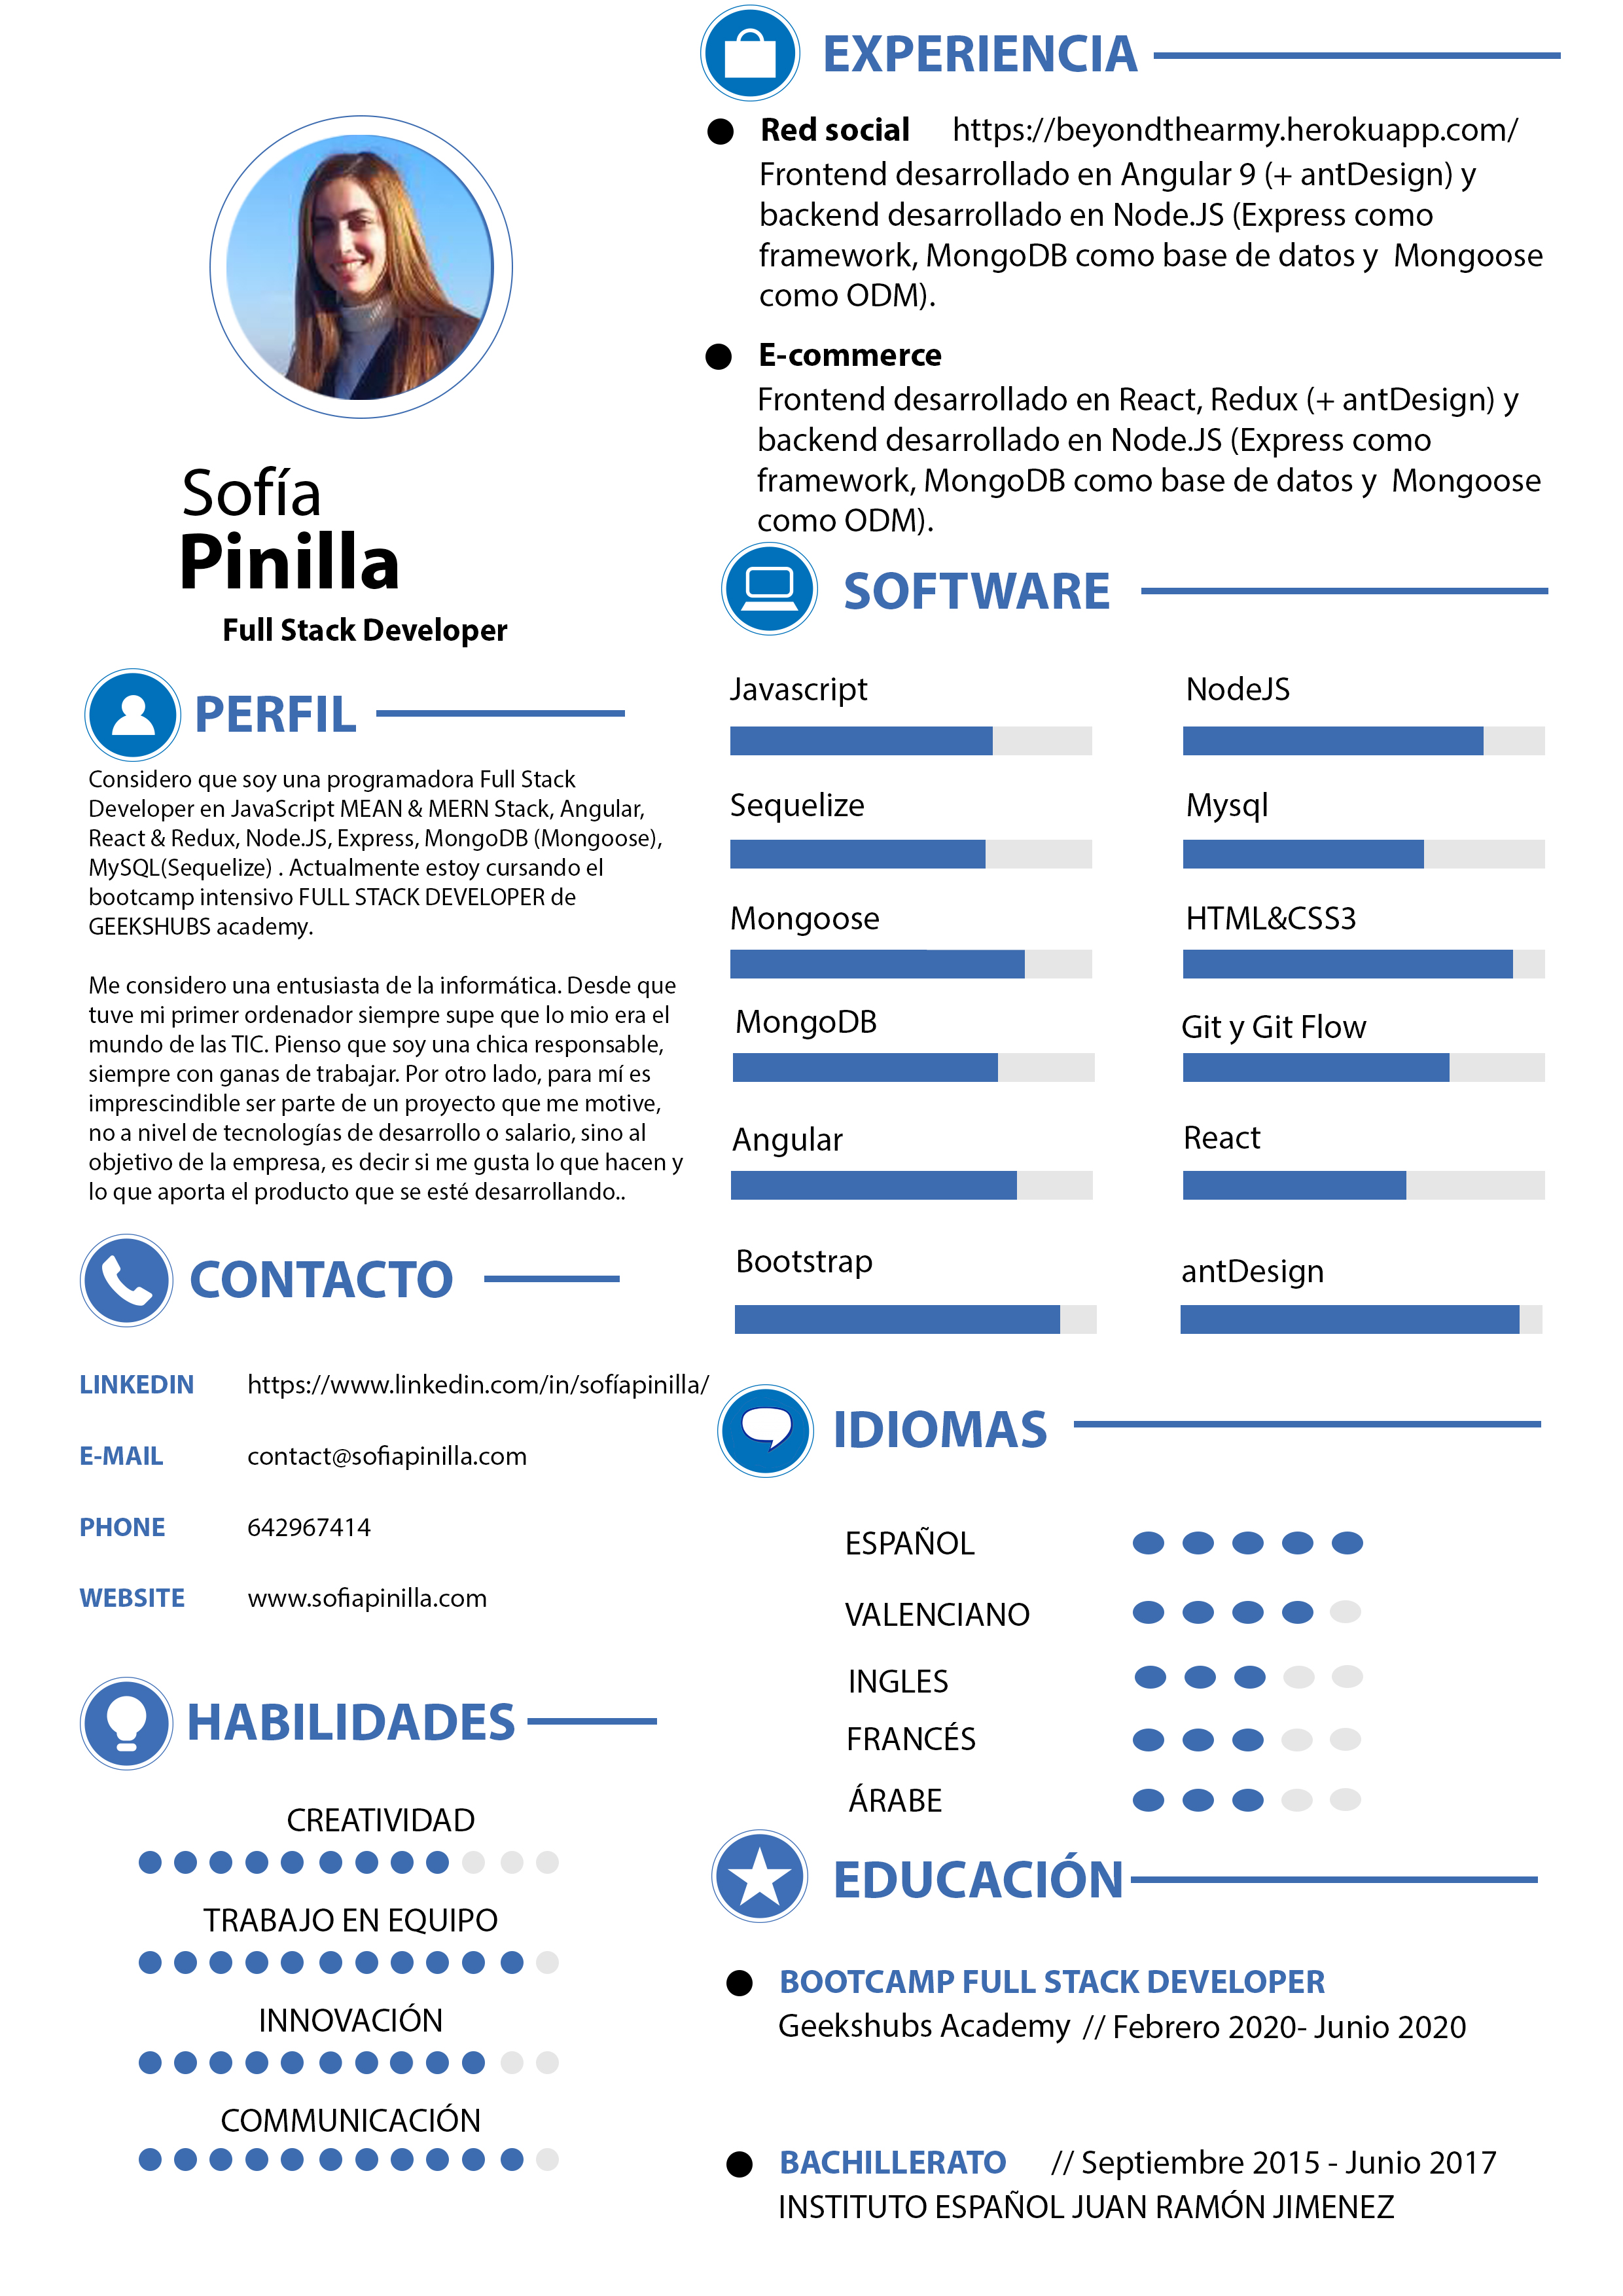 Sofía
Pinilla
Full Stack Developer
PERFIL
Considero que soy una programadora Full Stack
Developer en JavaScript MEAN & MERN Stack, Angular,
React & Redux, Node.JS, Express, MongoDB (Mongoose),
MySQL(Sequelize) . Actualmente estoy cursando el
bootcamp intensivo FULL STACK DEVELOPER de
GEEKSHUBS academy.
Me considero una entusiasta de la informática. Desde que
tuve mi primer ordenador siempre supe que lo mio era el
mundo de las TIC. Pienso que soy una chica responsable,
siempre con ganas de trabajar. Por otro lado, para mí es
imprescindible ser parte de un proyecto que me motive,
no a nivel de tecnologías de desarrollo o salario, sino al
objetivo de la empresa, es decir si me gusta lo que hacen y
lo que aporta el producto que se esté desarrollando..
CONTACTO
LINKEDIN https://www.linkedin.com/in/sofíapinilla/
E-MAIL contact@sofiapinilla.com
PHONE 642967414
WEBSITE www.sofiapinilla.com
HABILIDADES
CREATIVIDAD
TRABAJO EN EQUIPO
INNOVACIÓN
COMMUNICACIÓN
EXPERIENCIA
Red social https://beyondthearmy.herokuapp.com/
Frontend desarrollado en Angular 9 (+ antDesign) y
backend desarrollado en Node.JS (Express como
framework, MongoDB como base de datos y Mongoose
como ODM).
E-commerce
Frontend desarrollado en React, Redux (+ antDesign) y
backend desarrollado en Node.JS (Express como
framework, MongoDB como base de datos y Mongoose
como ODM).
SOFTWARE
Javascript NodeJS
Sequelize Mysql
Mongoose HTML&CSS3
MongoDB Git y Git Flow
Angular React
Bootstrap antDesign
IDIOMAS
ESPAÑOL
VALENCIANO
INGLES
FRANCÉS
ÁRABE
EDUCACIÓN
BOOTCAMP FULL STACK DEVELOPER
Geekshubs Academy // Febrero 2020- Junio 2020
BACHILLERATO // Septiembre 2015 - Junio 2017
INSTITUTO ESPAÑOL JUAN RAMÓN JIMENEZ